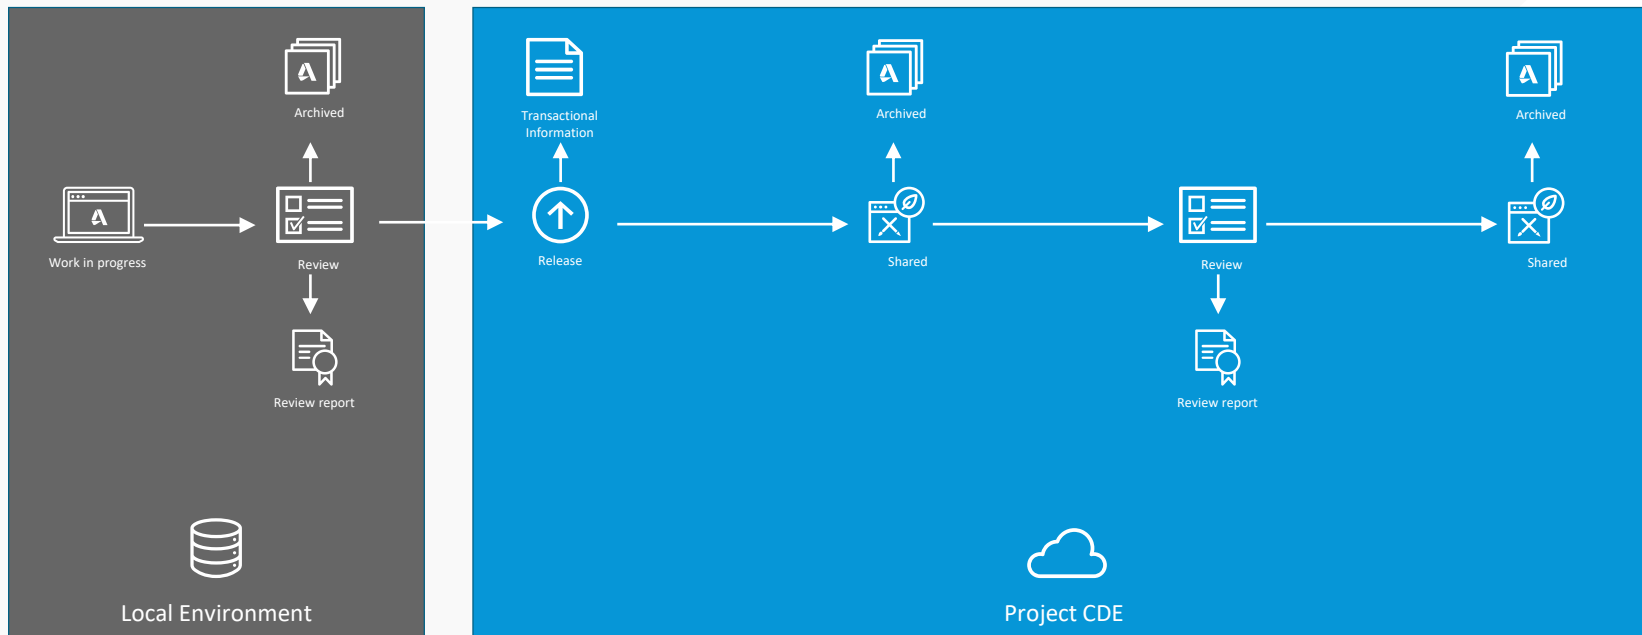 Archived
Work in progress
Review
Review report
Local Environment
Transactional
Information
Release
Archived
Shared
Review
Review report
Archived
Shared
Project CDE